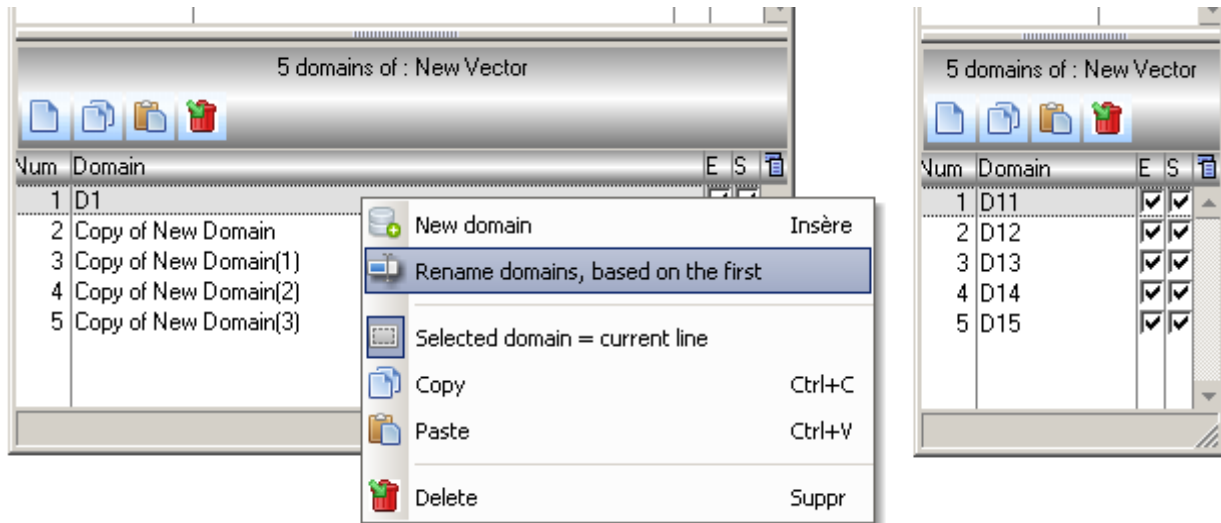 5 domains of : New Vector
Num Domain E S
1 D1
2 Copy of New Domain
3 Copy of New Domain(1)
4 Copy of New Domain(2)
5 Copy of New Domain(3)
New domain Insère
Rename domains, based on the first
Selected domain = current line
Copy Ctrl+C
Paste Ctrl+V
Delete Suppr
5 domains of : New Vector
Num Domain E S
1 D11
2 D12
3 D13
4 D14
5 D15